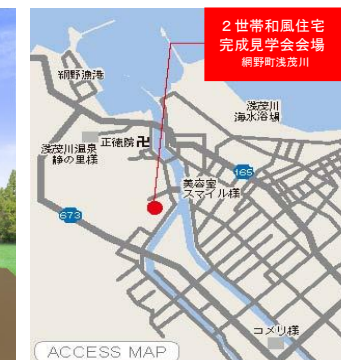 2世帯和風住宅
完成見学会会場
網野町浅茂川
網野漁港
浅茂川
海水浴場
正徳院卍
浅茂川温泉
静の里様
165
美容室
スマイル様
673
コメリ様
ACCESS MAP